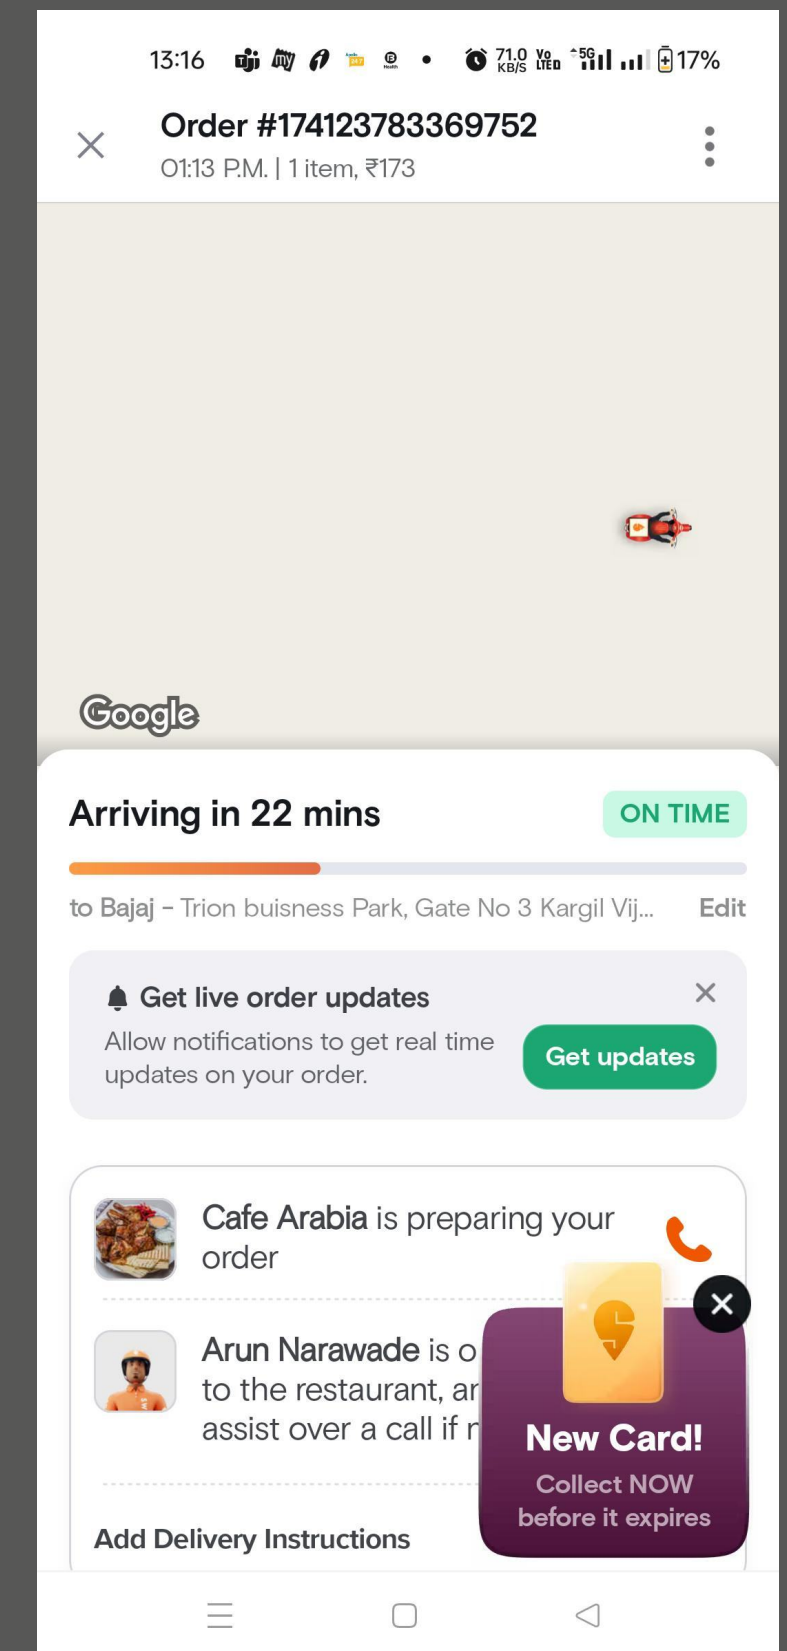 13:16 71.0 KB/S Vo LTED 5G 17%
Order #174123783369752
01:13 P.M. | 1 item, ₹173
Google
Arriving in 22 mins ON TIME
to Bajaj - Trion buisness Park, Gate No 3 Kargil Vij... Edit
Get live order updates
Allow notifications to get real time
updates on your order.
Get updates
Cafe Arabia is preparing your
order
Arun Narawade is o
to the restaurant, ar
assist over a call if
New Card!
Collect NOW
before it expires
Add Delivery Instructions